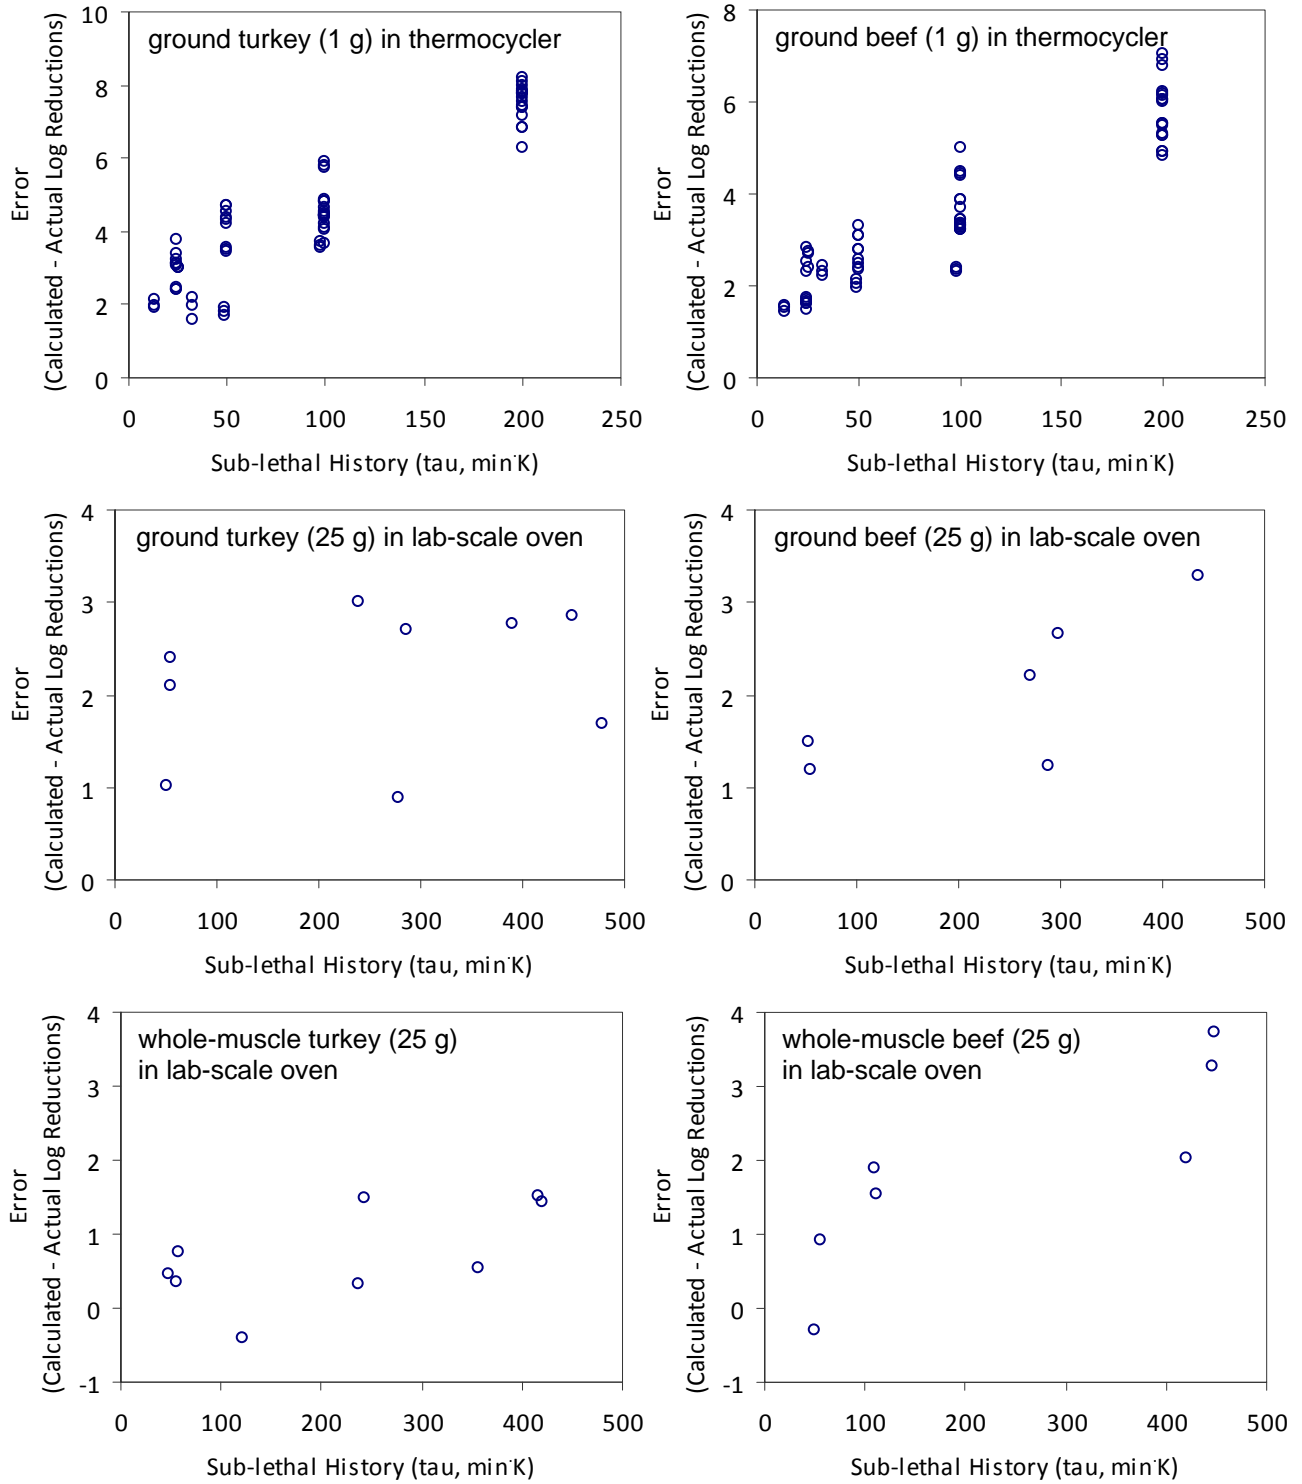 ground turkey (1 g) in thermocycler
Error
(Calculated - Actual Log Reductions)
10
8
6
4
2
0
0 50 100 150 200 250
Sub-lethal History (tau, min·K)
ground beef (1 g) in thermocycler
Error
(Calculated - Actual Log Reductions)
8
6
4
2
0
0 50 100 150 200 250
Sub-lethal History (tau, min·K)
ground turkey (25 g) in lab-scale oven
Error
(Calculated - Actual Log Reductions)
4
3
2
1
0
0 100 200 300 400 500
Sub-lethal History (tau, min·K)
ground beef (25 g) in lab-scale oven
Error
(Calculated - Actual Log Reductions)
4
3
2
1
0
0 100 200 300 400 500
Sub-lethal History (tau, min·K)
whole-muscle turkey (25 g)
in lab-scale oven
Error
(Calculated - Actual Log Reductions)
4
3
2
1
0
-1
0 100 200 300 400 500
Sub-lethal History (tau, min·K)
whole-muscle beef (25 g)
in lab-scale oven
Error
(Calculated - Actual Log Reductions)
4
3
2
1
0
-1
0 100 200 300 400 500
Sub-lethal History (tau, min·K)